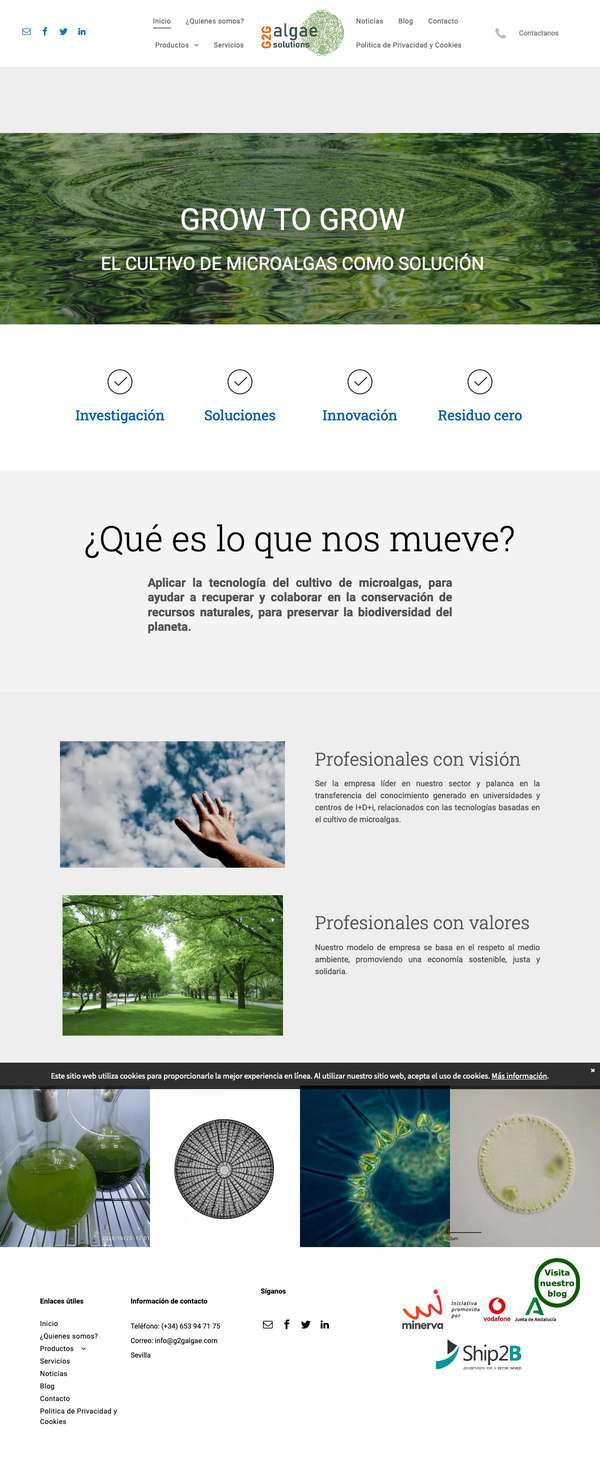 Inicio
¿Quienes somos?
Productos
Servicios
G2G algae
solutions
Noticias
Blog
Contacto
Politica de Privacidad y Cookies
Contactanos
GROW TO GROW
EL CULTIVO DE MICROALGAS COMO SOLUCIÓN
Investigación
Soluciones
Innovación
Residuo cero
¿Qué es lo que nos mueve?
Aplicar la tecnología del cultivo de microalgas, para
ayudar a recuperar y colaborar en la conservación de
recursos naturales, para preservar la biodiversidad del
planeta.
Profesionales con visión
Ser la empresa líder en nuestro sector y palanca en la
transferencia del conocimiento generado en universidades y
centros de I+D+i, relacionados con las tecnologías basadas en
el cultivo de microalgas.
Profesionales con valores
Nuestro modelo de empresa se basa en el respeto al medio
ambiente, promoviendo una economía sostenible, justa y
solidaria.
Este sitio web utiliza cookies para proporcionarle la mejor experiencia en línea. Al utilizar nuestro sitio web, acepta el uso de cookies. Más información.
Enlaces útiles
Inicio
¿Quienes somos?
Productos
Servicios
Noticias
Blog
Contacto
Politica de Privacidad y
Cookies
Información de contacto
Teléfono: (+34) 653 94 71 75
Correo: info@g2galgae.com
Sevilla
Síganos
Visita
nuestro
blog
minerva
Iniciativa
promovida
por
vodafone
Junta de Andalucía
Ship2B